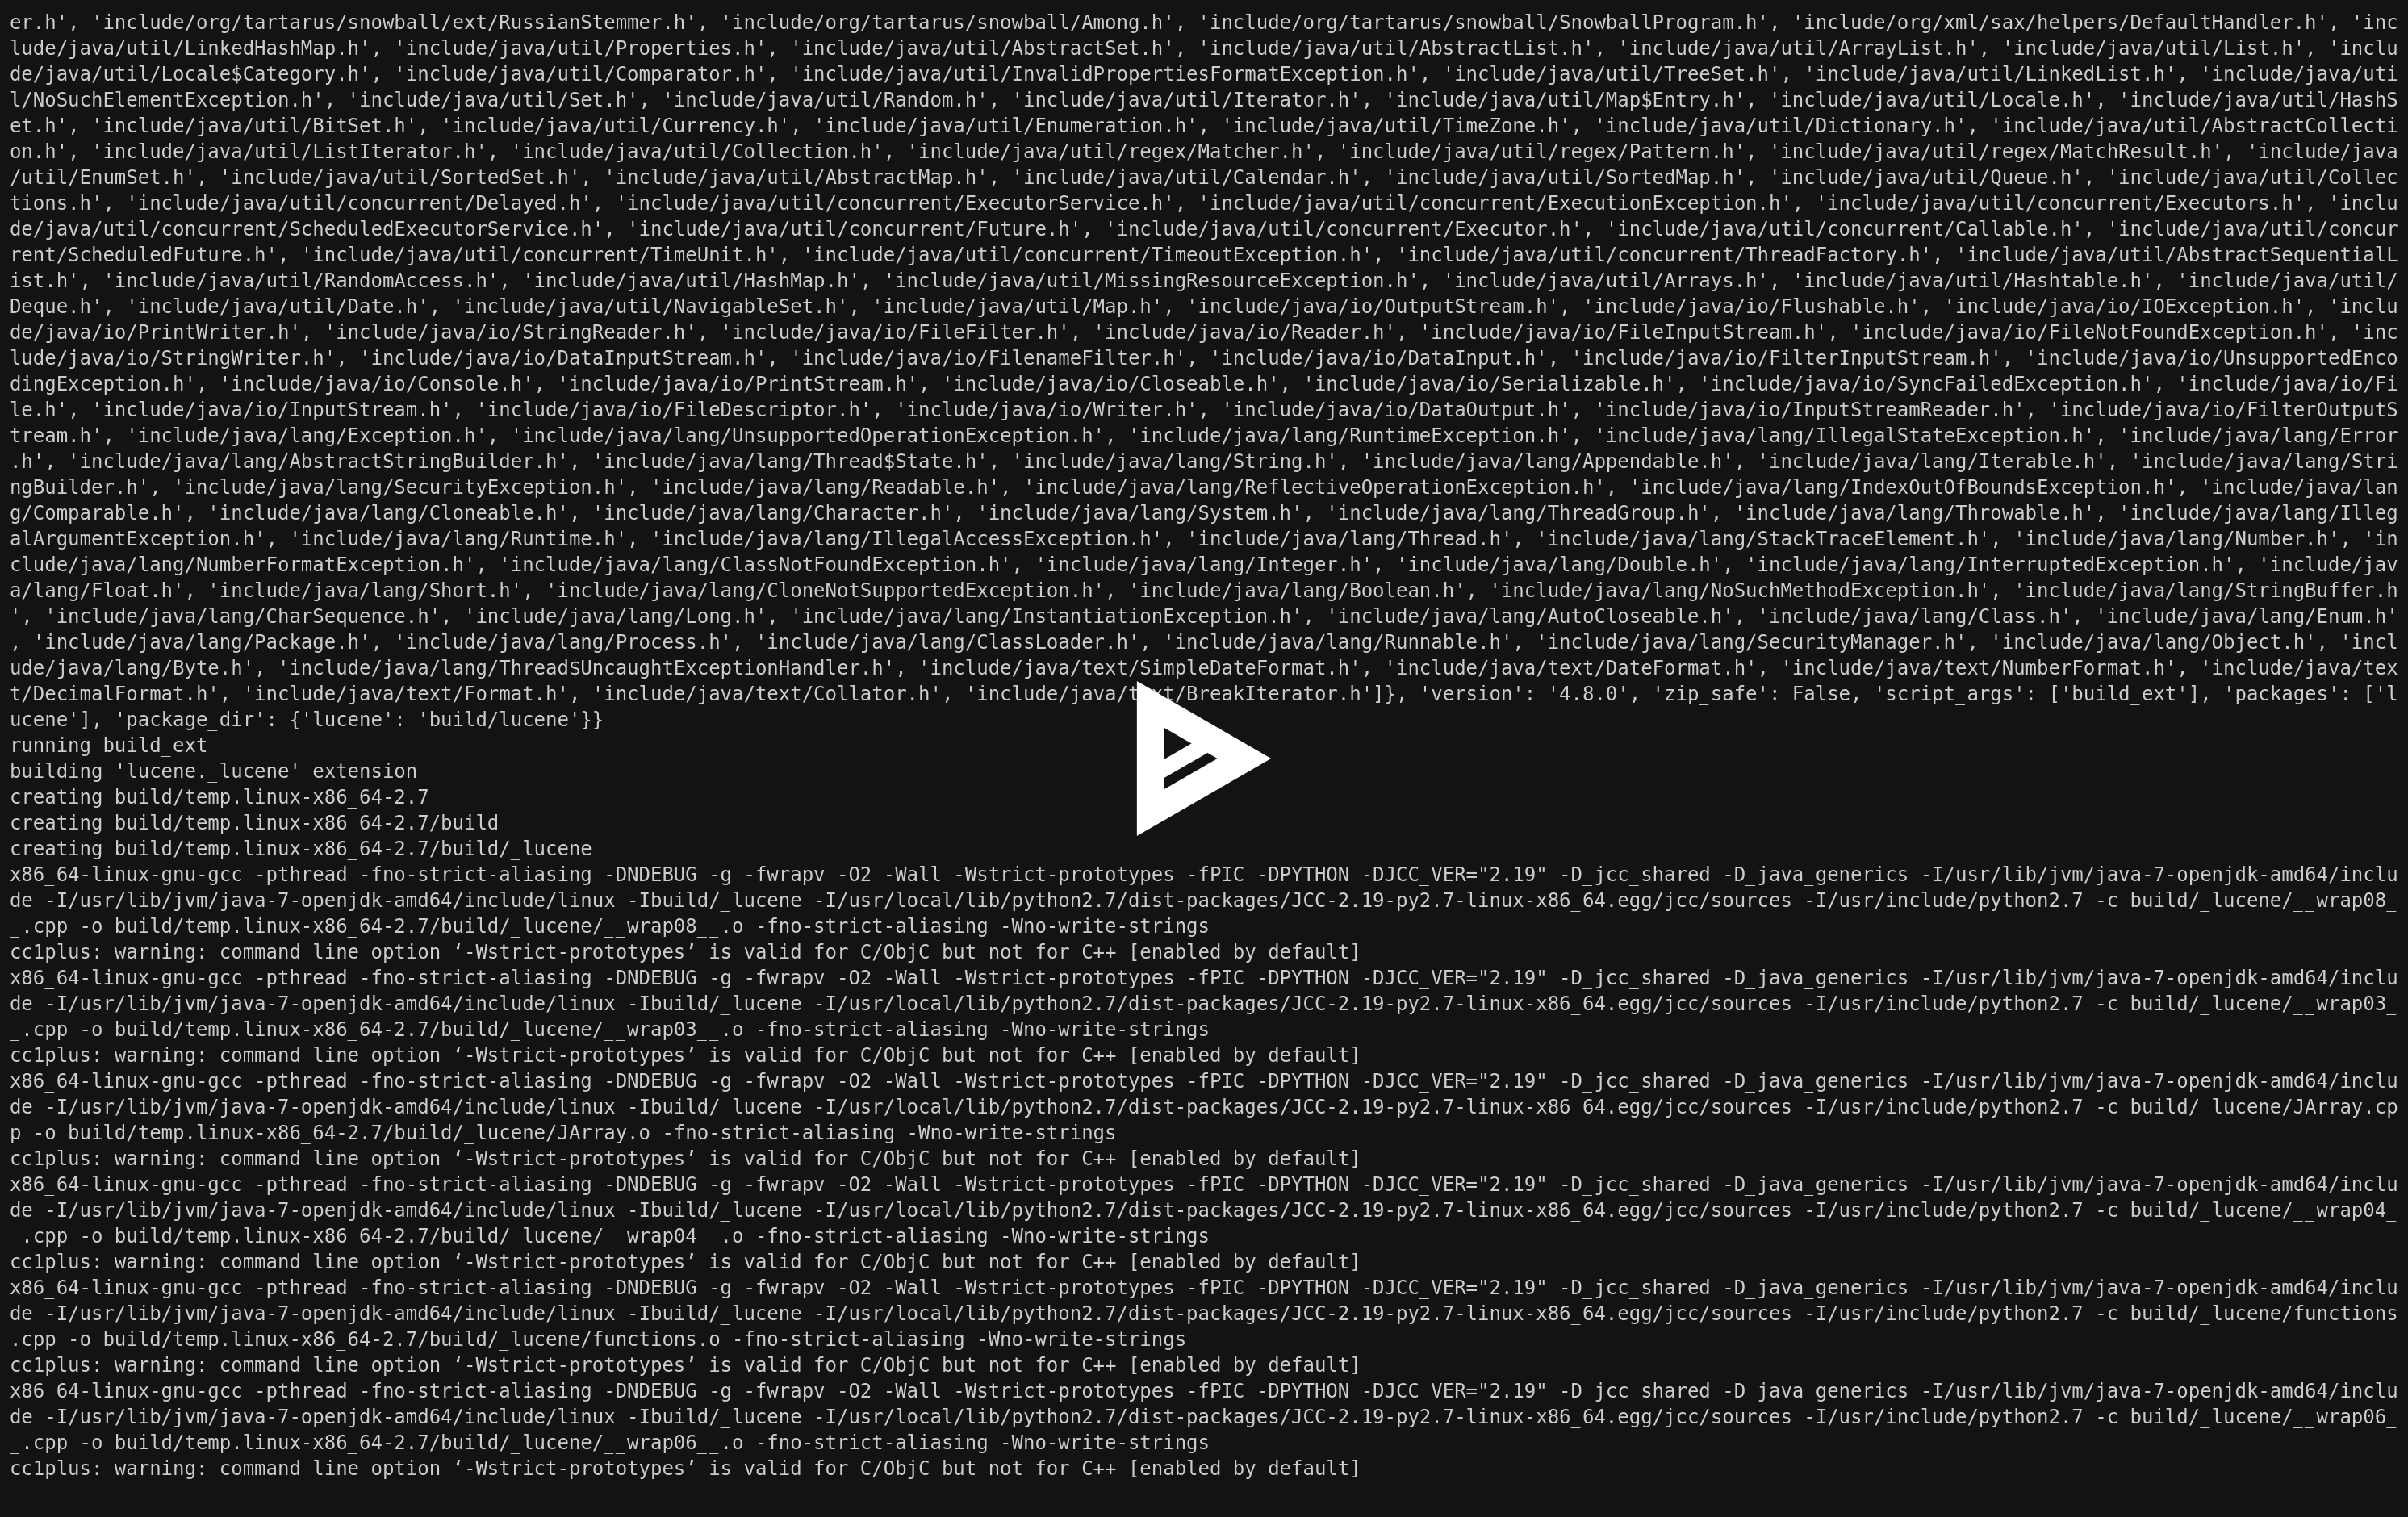 er.h', 'include/org/tartarus/snowball/ext/RussianStemmer.h', 'include/org/tartarus/snowball/Among.h', 'include/org/tartarus/snowball/SnowballProgram.h', 'include/org/xml/sax/helpers/DefaultHandler.h', 'inc
lude/java/util/LinkedHashMap.h', 'include/java/util/Properties.h', 'include/java/util/AbstractSet.h', 'include/java/util/AbstractList.h', 'include/java/util/ArrayList.h', 'include/java/util/List.h', 'inclu
de/java/util/Locale$Category.h', 'include/java/util/Comparator.h', 'include/java/util/InvalidPropertiesFormatException.h', 'include/java/util/TreeSet.h', 'include/java/util/LinkedList.h', 'include/java/uti
l/NoSuchElementException.h', 'include/java/util/Set.h', 'include/java/util/Random.h', 'include/java/util/Iterator.h', 'include/java/util/Map$Entry.h', 'include/java/util/Locale.h', 'include/java/util/HashS
et.h', 'include/java/util/BitSet.h', 'include/java/util/Currency.h', 'include/java/util/Enumeration.h', 'include/java/util/TimeZone.h', 'include/java/util/Dictionary.h', 'include/java/util/AbstractCollecti
on.h', 'include/java/util/ListIterator.h', 'include/java/util/Collection.h', 'include/java/util/regex/Matcher.h', 'include/java/util/regex/Pattern.h', 'include/java/util/regex/MatchResult.h', 'include/java
/util/EnumSet.h', 'include/java/util/SortedSet.h', 'include/java/util/AbstractMap.h', 'include/java/util/Calendar.h', 'include/java/util/SortedMap.h', 'include/java/util/Queue.h', 'include/java/util/Collec
tions.h', 'include/java/util/concurrent/Delayed.h', 'include/java/util/concurrent/ExecutorService.h', 'include/java/util/concurrent/ExecutionException.h', 'include/java/util/concurrent/Executors.h', 'inclu
de/java/util/concurrent/ScheduledExecutorService.h', 'include/java/util/concurrent/Future.h', 'include/java/util/concurrent/Executor.h', 'include/java/util/concurrent/Callable.h', 'include/java/util/concur
rent/ScheduledFuture.h', 'include/java/util/concurrent/TimeUnit.h', 'include/java/util/concurrent/TimeoutException.h', 'include/java/util/concurrent/ThreadFactory.h', 'include/java/util/AbstractSequentialL
ist.h', 'include/java/util/RandomAccess.h', 'include/java/util/HashMap.h', 'include/java/util/MissingResourceException.h', 'include/java/util/Arrays.h', 'include/java/util/Hashtable.h', 'include/java/util/
Deque.h', 'include/java/util/Date.h', 'include/java/util/NavigableSet.h', 'include/java/util/Map.h', 'include/java/io/OutputStream.h', 'include/java/io/Flushable.h', 'include/java/io/IOException.h', 'inclu
de/java/io/PrintWriter.h', 'include/java/io/StringReader.h', 'include/java/io/FileFilter.h', 'include/java/io/Reader.h', 'include/java/io/FileInputStream.h', 'include/java/io/FileNotFoundException.h', 'inc
lude/java/io/StringWriter.h', 'include/java/io/DataInputStream.h', 'include/java/io/FilenameFilter.h', 'include/java/io/DataInput.h', 'include/java/io/FilterInputStream.h', 'include/java/io/UnsupportedEnco
dingException.h', 'include/java/io/Console.h', 'include/java/io/PrintStream.h', 'include/java/io/Closeable.h', 'include/java/io/Serializable.h', 'include/java/io/SyncFailedException.h', 'include/java/io/Fi
le.h', 'include/java/io/InputStream.h', 'include/java/io/FileDescriptor.h', 'include/java/io/Writer.h', 'include/java/io/DataOutput.h', 'include/java/io/InputStreamReader.h', 'include/java/io/FilterOutputS
tream.h', 'include/java/lang/Exception.h', 'include/java/lang/UnsupportedOperationException.h', 'include/java/lang/RuntimeException.h', 'include/java/lang/IllegalStateException.h', 'include/java/lang/Error
.h', 'include/java/lang/AbstractStringBuilder.h', 'include/java/lang/Thread$State.h', 'include/java/lang/String.h', 'include/java/lang/Appendable.h', 'include/java/lang/Iterable.h', 'include/java/lang/Stri
ngBuilder.h', 'include/java/lang/SecurityException.h', 'include/java/lang/Readable.h', 'include/java/lang/ReflectiveOperationException.h', 'include/java/lang/IndexOutOfBoundsException.h', 'include/java/lan
g/Comparable.h', 'include/java/lang/Cloneable.h', 'include/java/lang/Character.h', 'include/java/lang/System.h', 'include/java/lang/ThreadGroup.h', 'include/java/lang/Throwable.h', 'include/java/lang/Illeg
alArgumentException.h', 'include/java/lang/Runtime.h', 'include/java/lang/IllegalAccessException.h', 'include/java/lang/Thread.h', 'include/java/lang/StackTraceElement.h', 'include/java/lang/Number.h', 'in
clude/java/lang/NumberFormatException.h', 'include/java/lang/ClassNotFoundException.h', 'include/java/lang/Integer.h', 'include/java/lang/Double.h', 'include/java/lang/InterruptedException.h', 'include/jav
a/lang/Float.h', 'include/java/lang/Short.h', 'include/java/lang/CloneNotSupportedException.h', 'include/java/lang/Boolean.h', 'include/java/lang/NoSuchMethodException.h', 'include/java/lang/StringBuffer.h
', 'include/java/lang/CharSequence.h', 'include/java/lang/Long.h', 'include/java/lang/InstantiationException.h', 'include/java/lang/AutoCloseable.h', 'include/java/lang/Class.h', 'include/java/lang/Enum.h'
, 'include/java/lang/Package.h', 'include/java/lang/Process.h', 'include/java/lang/ClassLoader.h', 'include/java/lang/Runnable.h', 'include/java/lang/SecurityManager.h', 'include/java/lang/Object.h', 'incl
ude/java/lang/Byte.h', 'include/java/lang/Thread$UncaughtExceptionHandler.h', 'include/java/text/SimpleDateFormat.h', 'include/java/text/DateFormat.h', 'include/java/text/NumberFormat.h', 'include/java/tex
t/DecimalFormat.h', 'include/java/text/Format.h', 'include/java/text/Collator.h', 'include/java/text/BreakIterator.h']}, 'version': '4.8.0', 'zip_safe': False, 'script_args': ['build_ext'], 'packages': ['l
ucene'], 'package_dir': {'lucene': 'build/lucene'}}
running build_ext
building 'lucene._lucene' extension
creating build/temp.linux-x86_64-2.7
creating build/temp.linux-x86_64-2.7/build
creating build/temp.linux-x86_64-2.7/build/_lucene
x86_64-linux-gnu-gcc -pthread -fno-strict-aliasing -DNDEBUG -g -fwrapv -O2 -Wall -Wstrict-prototypes -fPIC -DPYTHON -DJCC_VER="2.19" -D_jcc_shared -D_java_generics -I/usr/lib/jvm/java-7-openjdk-amd64/inclu
de -I/usr/lib/jvm/java-7-openjdk-amd64/include/linux -Ibuild/_lucene -I/usr/local/lib/python2.7/dist-packages/JCC-2.19-py2.7-linux-x86_64.egg/jcc/sources -I/usr/include/python2.7 -c build/_lucene/__wrap08_
_.cpp -o build/temp.linux-x86_64-2.7/build/_lucene/__wrap08__.o -fno-strict-aliasing -Wno-write-strings
cc1plus: warning: command line option ‘-Wstrict-prototypes’ is valid for C/ObjC but not for C++ [enabled by default]
x86_64-linux-gnu-gcc -pthread -fno-strict-aliasing -DNDEBUG -g -fwrapv -O2 -Wall -Wstrict-prototypes -fPIC -DPYTHON -DJCC_VER="2.19" -D_jcc_shared -D_java_generics -I/usr/lib/jvm/java-7-openjdk-amd64/inclu
de -I/usr/lib/jvm/java-7-openjdk-amd64/include/linux -Ibuild/_lucene -I/usr/local/lib/python2.7/dist-packages/JCC-2.19-py2.7-linux-x86_64.egg/jcc/sources -I/usr/include/python2.7 -c build/_lucene/__wrap03_
_.cpp -o build/temp.linux-x86_64-2.7/build/_lucene/__wrap03__.o -fno-strict-aliasing -Wno-write-strings
cc1plus: warning: command line option ‘-Wstrict-prototypes’ is valid for C/ObjC but not for C++ [enabled by default]
x86_64-linux-gnu-gcc -pthread -fno-strict-aliasing -DNDEBUG -g -fwrapv -O2 -Wall -Wstrict-prototypes -fPIC -DPYTHON -DJCC_VER="2.19" -D_jcc_shared -D_java_generics -I/usr/lib/jvm/java-7-openjdk-amd64/inclu
de -I/usr/lib/jvm/java-7-openjdk-amd64/include/linux -Ibuild/_lucene -I/usr/local/lib/python2.7/dist-packages/JCC-2.19-py2.7-linux-x86_64.egg/jcc/sources -I/usr/include/python2.7 -c build/_lucene/JArray.cp
p -o build/temp.linux-x86_64-2.7/build/_lucene/JArray.o -fno-strict-aliasing -Wno-write-strings
cc1plus: warning: command line option ‘-Wstrict-prototypes’ is valid for C/ObjC but not for C++ [enabled by default]
x86_64-linux-gnu-gcc -pthread -fno-strict-aliasing -DNDEBUG -g -fwrapv -O2 -Wall -Wstrict-prototypes -fPIC -DPYTHON -DJCC_VER="2.19" -D_jcc_shared -D_java_generics -I/usr/lib/jvm/java-7-openjdk-amd64/inclu
de -I/usr/lib/jvm/java-7-openjdk-amd64/include/linux -Ibuild/_lucene -I/usr/local/lib/python2.7/dist-packages/JCC-2.19-py2.7-linux-x86_64.egg/jcc/sources -I/usr/include/python2.7 -c build/_lucene/__wrap04_
_.cpp -o build/temp.linux-x86_64-2.7/build/_lucene/__wrap04__.o -fno-strict-aliasing -Wno-write-strings
cc1plus: warning: command line option ‘-Wstrict-prototypes’ is valid for C/ObjC but not for C++ [enabled by default]
x86_64-linux-gnu-gcc -pthread -fno-strict-aliasing -DNDEBUG -g -fwrapv -O2 -Wall -Wstrict-prototypes -fPIC -DPYTHON -DJCC_VER="2.19" -D_jcc_shared -D_java_generics -I/usr/lib/jvm/java-7-openjdk-amd64/inclu
de -I/usr/lib/jvm/java-7-openjdk-amd64/include/linux -Ibuild/_lucene -I/usr/local/lib/python2.7/dist-packages/JCC-2.19-py2.7-linux-x86_64.egg/jcc/sources -I/usr/include/python2.7 -c build/_lucene/functions
.cpp -o build/temp.linux-x86_64-2.7/build/_lucene/functions.o -fno-strict-aliasing -Wno-write-strings
cc1plus: warning: command line option ‘-Wstrict-prototypes’ is valid for C/ObjC but not for C++ [enabled by default]
x86_64-linux-gnu-gcc -pthread -fno-strict-aliasing -DNDEBUG -g -fwrapv -O2 -Wall -Wstrict-prototypes -fPIC -DPYTHON -DJCC_VER="2.19" -D_jcc_shared -D_java_generics -I/usr/lib/jvm/java-7-openjdk-amd64/inclu
de -I/usr/lib/jvm/java-7-openjdk-amd64/include/linux -Ibuild/_lucene -I/usr/local/lib/python2.7/dist-packages/JCC-2.19-py2.7-linux-x86_64.egg/jcc/sources -I/usr/include/python2.7 -c build/_lucene/__wrap06_
_.cpp -o build/temp.linux-x86_64-2.7/build/_lucene/__wrap06__.o -fno-strict-aliasing -Wno-write-strings
cc1plus: warning: command line option ‘-Wstrict-prototypes’ is valid for C/ObjC but not for C++ [enabled by default]